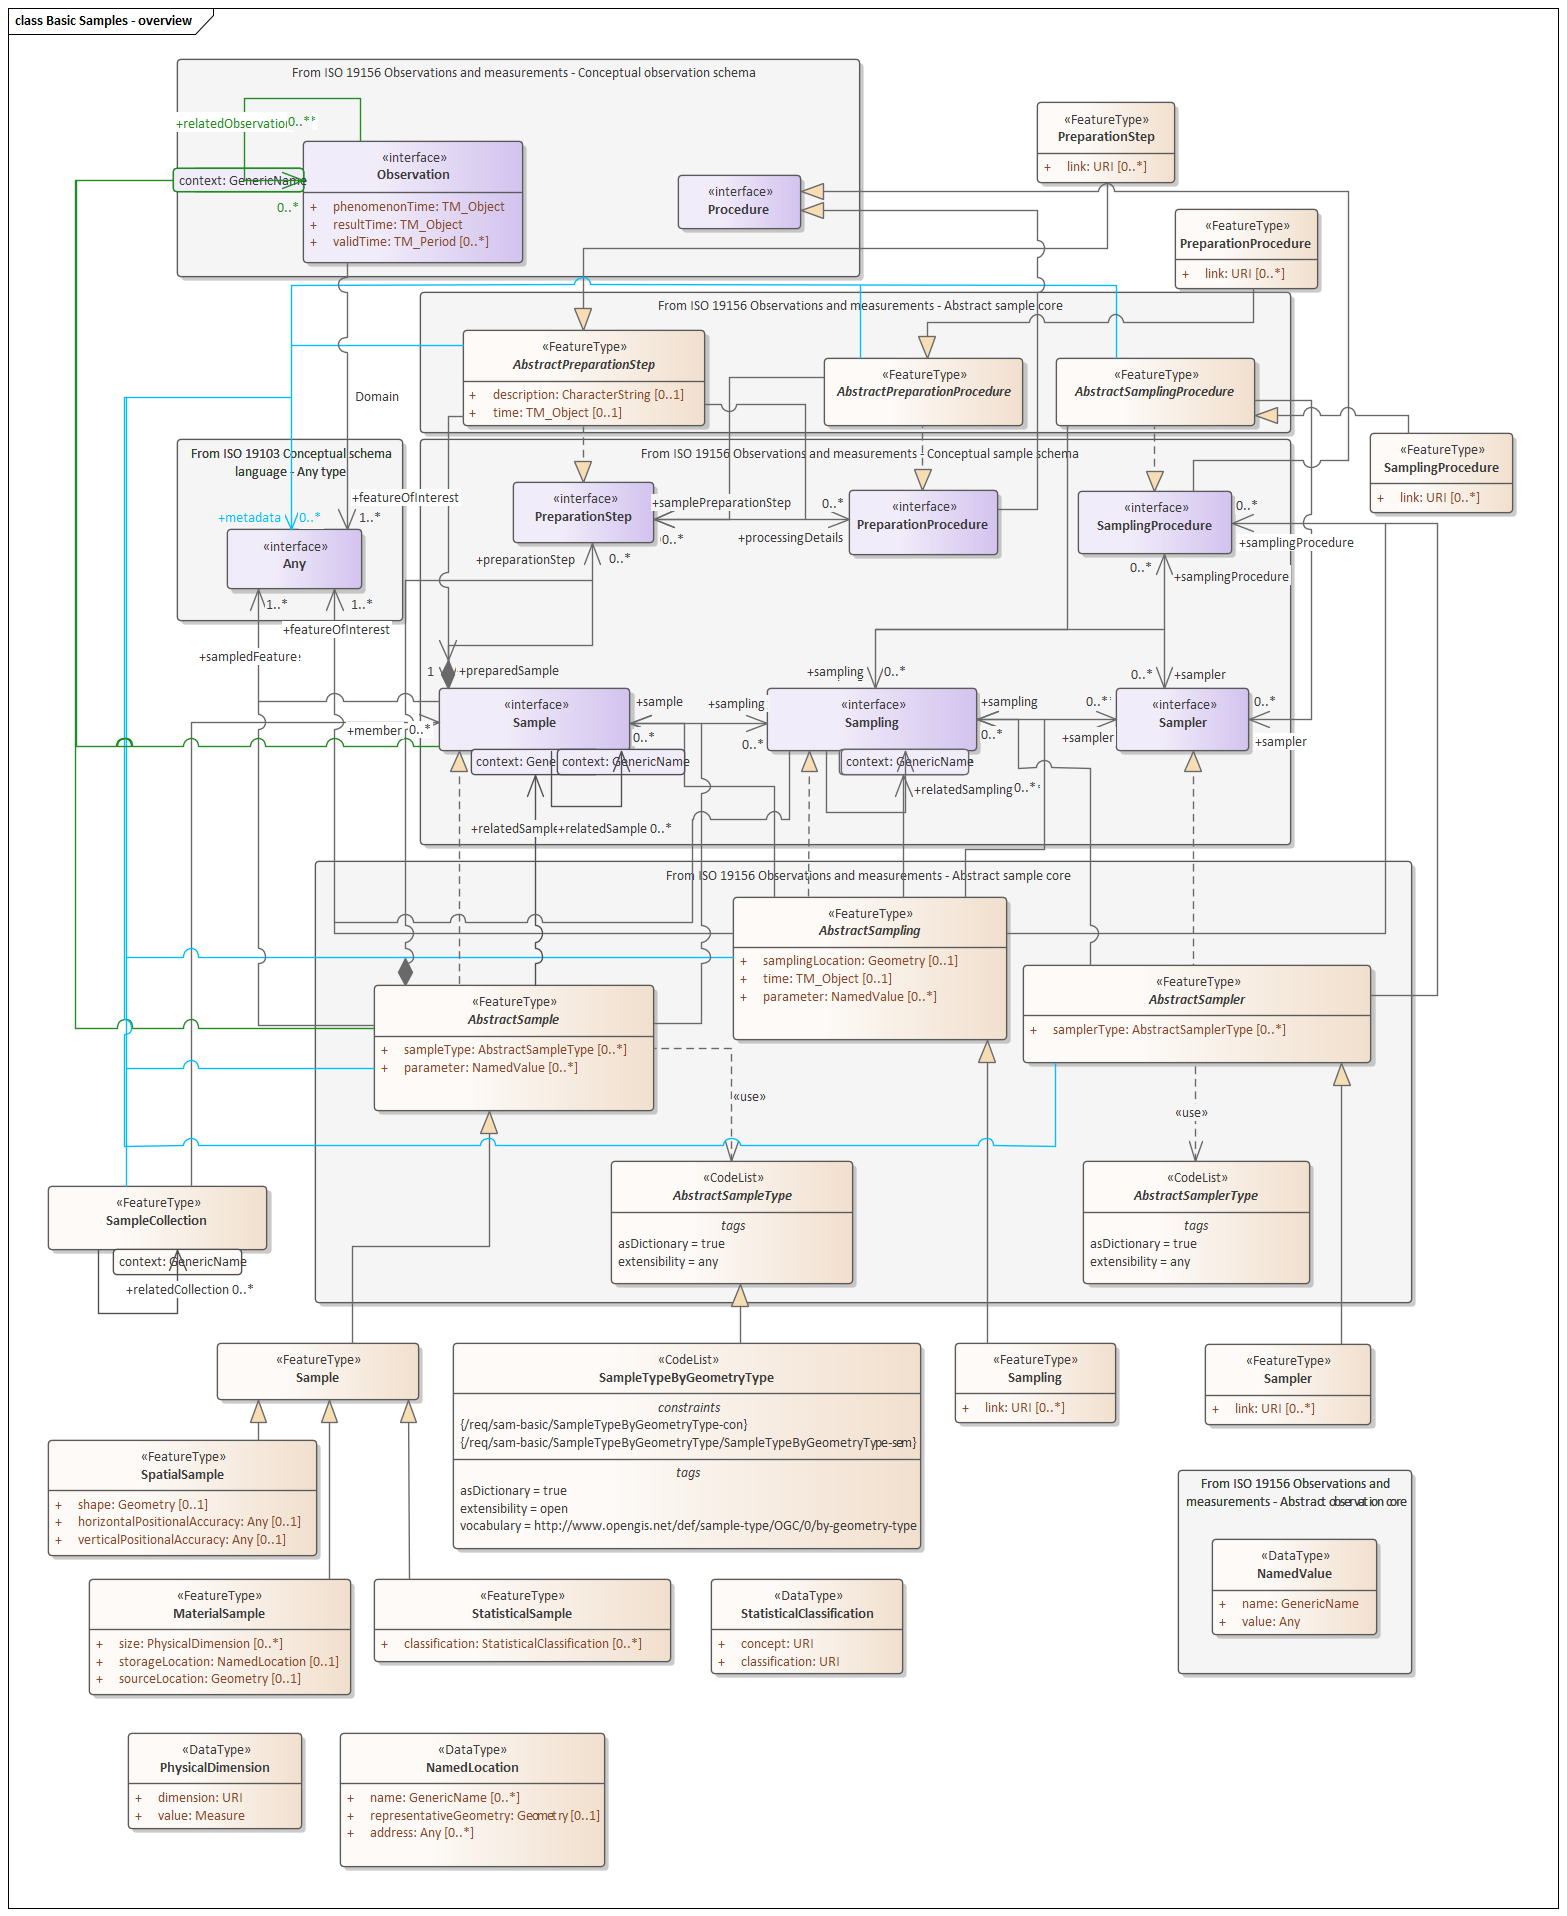 class Basic Samples - overview
From ISO 19156 Observations and measurements - Conceptual observation schema
+relatedObservation
0..*
«interface»
Observation
+ phenomenonTime: TM_Object
+ resultTime: TM_Object
+ validTime: TM_Period [0..*]
context: GenericName
0..*
«interface»
Procedure
«FeatureType»
PreparationStep
+ link: URI [0..*]
«FeatureType»
PreparationProcedure
+ link: URI [0..*]
From ISO 19156 Observations and measurements - Abstract sample core
«FeatureType»
AbstractPreparationStep
+ description: CharacterString [0..1]
+ time: TM_Object [0..1]
«FeatureType»
AbstractPreparationProcedure
«FeatureType»
AbstractSamplingProcedure
Domain
«FeatureType»
SamplingProcedure
+ link: URI [0..*]
From ISO 19103 Conceptual schema
language - Any type
+featureOfInterest
1..*
+metadata
0..*
«interface»
Any
1..*
1..*
+featureOfInterest
+sampledFeature
From ISO 19156 Observations and measurements - Conceptual sample schema
«interface»
PreparationStep
+samplePreparationStep
0..*
0..*
+processingDetails
«interface»
PreparationProcedure
«interface»
SamplingProcedure
0..*
+samplingProcedure
0..*
+samplingProcedure
+preparationStep
0..*
1
+preparedSample
+sampling
0..*
0..*
+sampler
«interface»
Sample
+sample
0..*
+sampling
0..*
«interface»
Sampling
+sampling
0..*
0..*
+sampler
«interface»
Sampler
0..*
+sampler
+member
0..*
context: Gene
context: GenericName
context: GenericName
+relatedSampling
0..*
+relatedSample
+relatedSample
0..*
From ISO 19156 Observations and measurements - Abstract sample core
«FeatureType»
AbstractSampling
+ samplingLocation: Geometry [0..1]
+ time: TM_Object [0..1]
+ parameter: NamedValue [0..*]
«FeatureType»
AbstractSampler
+ samplerType: AbstractSamplerType [0..*]
«FeatureType»
AbstractSample
+ sampleType: AbstractSampleType [0..*]
+ parameter: NamedValue [0..*]
«use»
«use»
«CodeList»
AbstractSampleType
tags
asDictionary = true
extensibility = any
«CodeList»
AbstractSamplerType
tags
asDictionary = true
extensibility = any
«FeatureType»
SampleCollection
context: GenericName
+relatedCollection 0..*
«FeatureType»
Sample
«CodeList»
SampleTypeByGeometryType
constraints
{/req/sam-basic/SampleTypeByGeometryType-con}
{/req/sam-basic/SampleTypeByGeometryType/SampleTypeByGeometryType-sem}
tags
asDictionary = true
extensibility = open
vocabulary = http://www.opengis.net/def/sample-type/OGC/0/by-geometry-type
«FeatureType»
Sampling
+ link: URI [0..*]
«FeatureType»
Sampler
+ link: URI [0..*]
«FeatureType»
SpatialSample
+ shape: Geometry [0..1]
+ horizontalPositionalAccuracy: Any [0..1]
+ verticalPositionalAccuracy: Any [0..1]
From ISO 19156 Observations and
measurements - Abstract observation core
«DataType»
NamedValue
+ name: GenericName
+ value: Any
«FeatureType»
MaterialSample
+ size: PhysicalDimension [0..*]
+ storageLocation: NamedLocation [0..1]
+ sourceLocation: Geometry [0..1]
«FeatureType»
StatisticalSample
+ classification: StatisticalClassification [0..*]
«DataType»
StatisticalClassification
+ concept: URI
+ classification: URI
«DataType»
PhysicalDimension
+ dimension: URI
+ value: Measure
«DataType»
NamedLocation
+ name: GenericName [0..*]
+ representativeGeometry: Geometry [0..1]
+ address: Any [0..*]